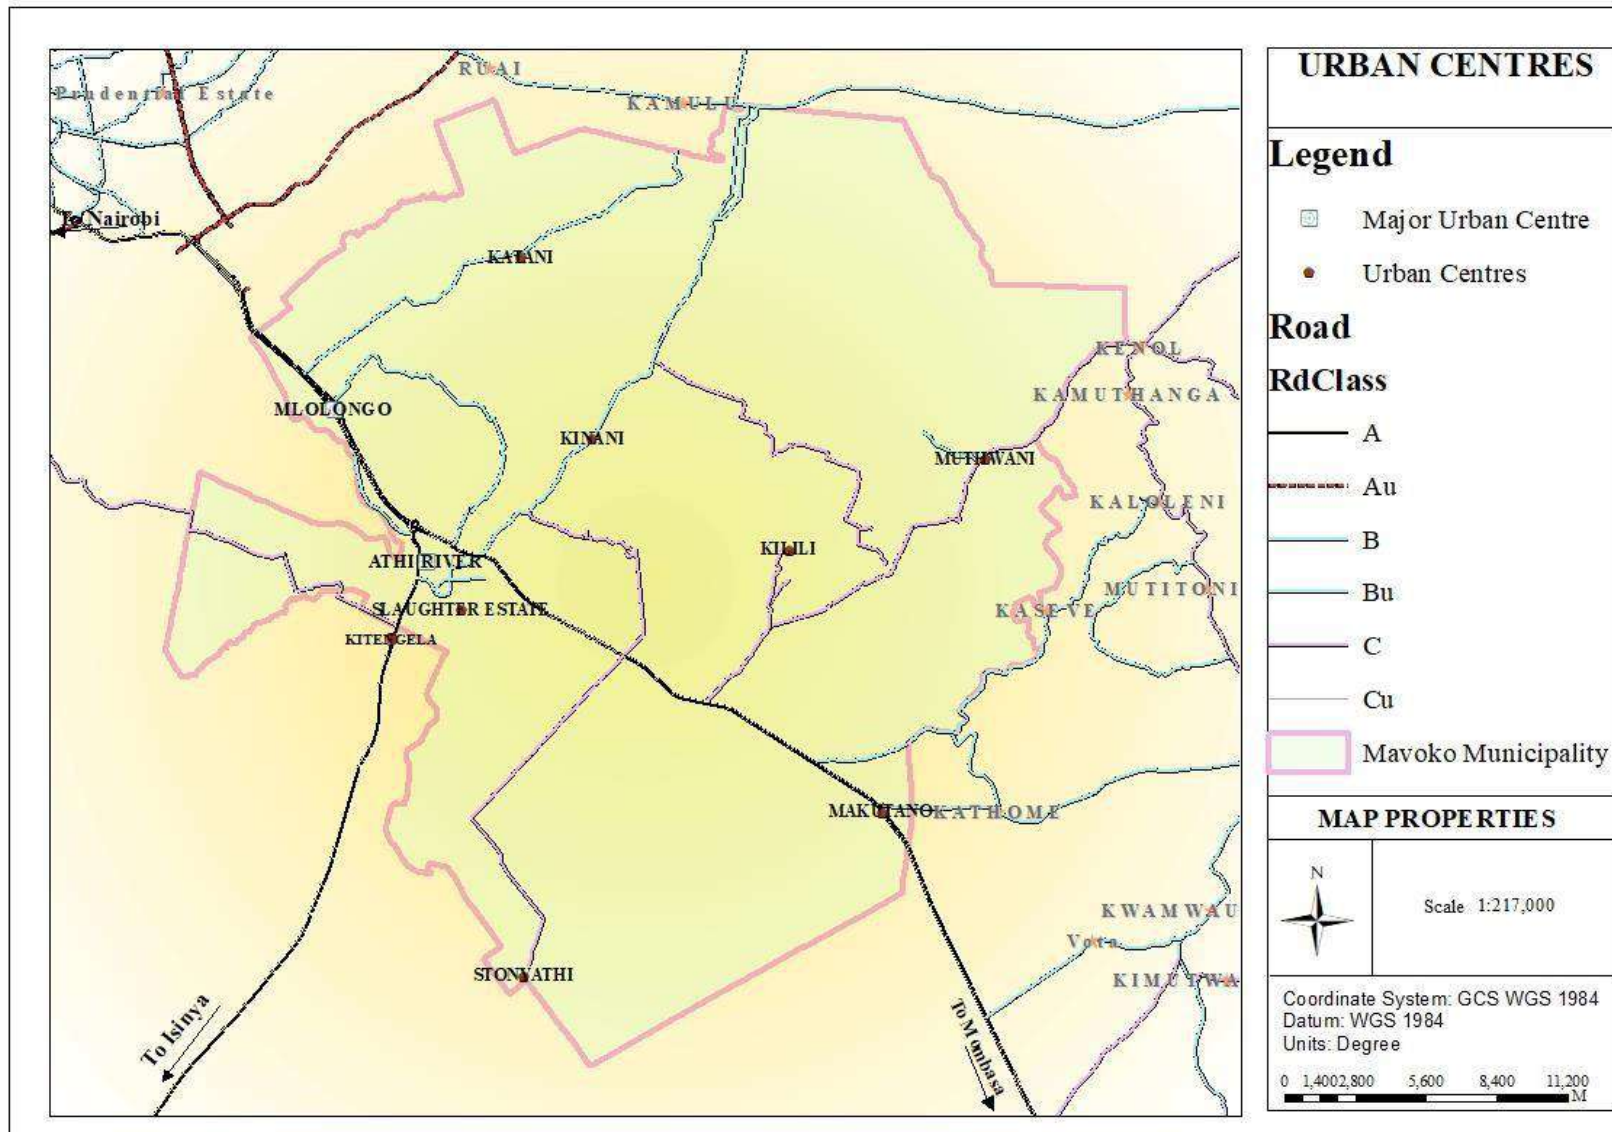 RUAI
Prudential Estate
KAMULU
To Nairobi
KATANI
KENOL
KAMUTHANGA
MLOLONGO
KINANI
MUTHWANI
KALOLENI
KILILI
ATHI RIVER
MUTITONI
SLAUGHTER ESTATE
KASEVE
KITENGELA
MAKUTANO
KATHOME
KWAMWAU
Vota
STONYATHI
KIMUTWA
To Isinya
To Mombasa
URBAN CENTRES
Legend
Major Urban Centre
Urban Centres
Road
RdClass
A
Au
B
Bu
C
Cu
Mavoko Municipality
MAP PROPERTIES
N
Scale 1:217,000
Coordinate System: GCS WGS 1984
Datum: WGS 1984
Units: Degree
0 1,4002,800 5,600 8,400 11,200
M